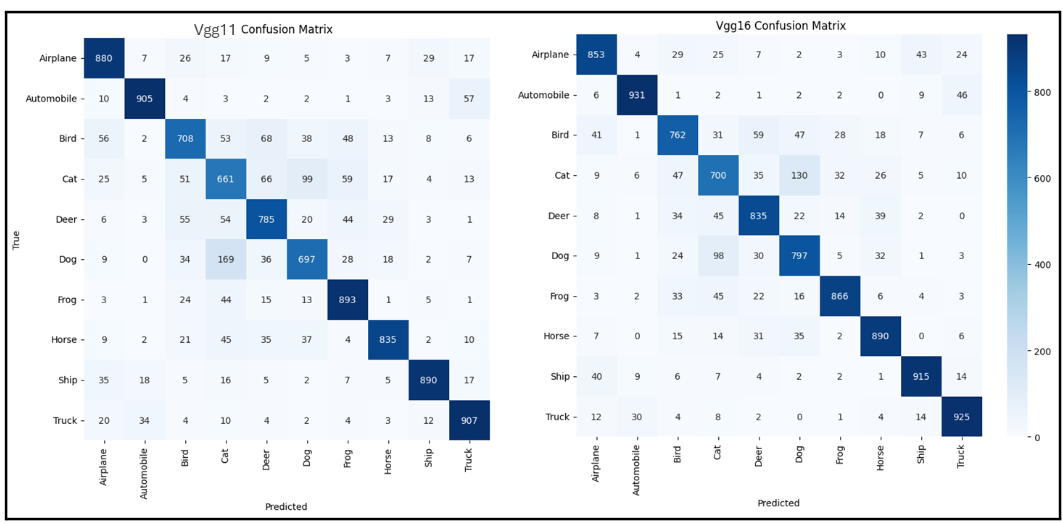 Vgg11 Confusion Matrix
Airplane 880 7 26 17 9 5 3 7 29 17
Automobile 10 905 4 3 2 2 1 3 13 57
Bird 56 2 708 53 68 38 48 13 8 6
Cat 25 5 51 661 66 99 59 17 4 13
Deer 6 3 55 54 785 20 44 29 3 1
Dog 9 0 34 169 36 697 28 18 2 7
Frog 3 1 24 44 15 13 893 1 5 1
Horse 9 2 21 45 35 37 4 835 2 10
Ship 35 18 5 16 5 2 7 5 890 17
Truck 20 34 4 10 4 2 4 3 12 907
True
Airplane Automobile Bird Cat Deer Dog Frog Horse Ship Truck
Predicted
Vgg16 Confusion Matrix
Airplane 853 4 29 25 7 2 3 10 43 24
Automobile 6 931 1 2 1 2 2 0 9 46
Bird 41 1 762 31 59 47 28 18 7 6
Cat 9 6 47 700 35 130 32 26 5 10
Deer 8 1 34 45 835 22 14 39 2 0
Dog 9 1 24 98 30 797 5 32 1 3
Frog 3 2 33 45 22 16 866 6 4 3
Horse 7 0 15 14 31 35 2 890 0 6
Ship 40 9 6 7 4 2 2 1 915 14
Truck 12 30 4 8 2 0 1 4 14 925
Airplane Automobile Bird Cat Deer Dog Frog Horse Ship Truck
Predicted
800
600
400
200
0